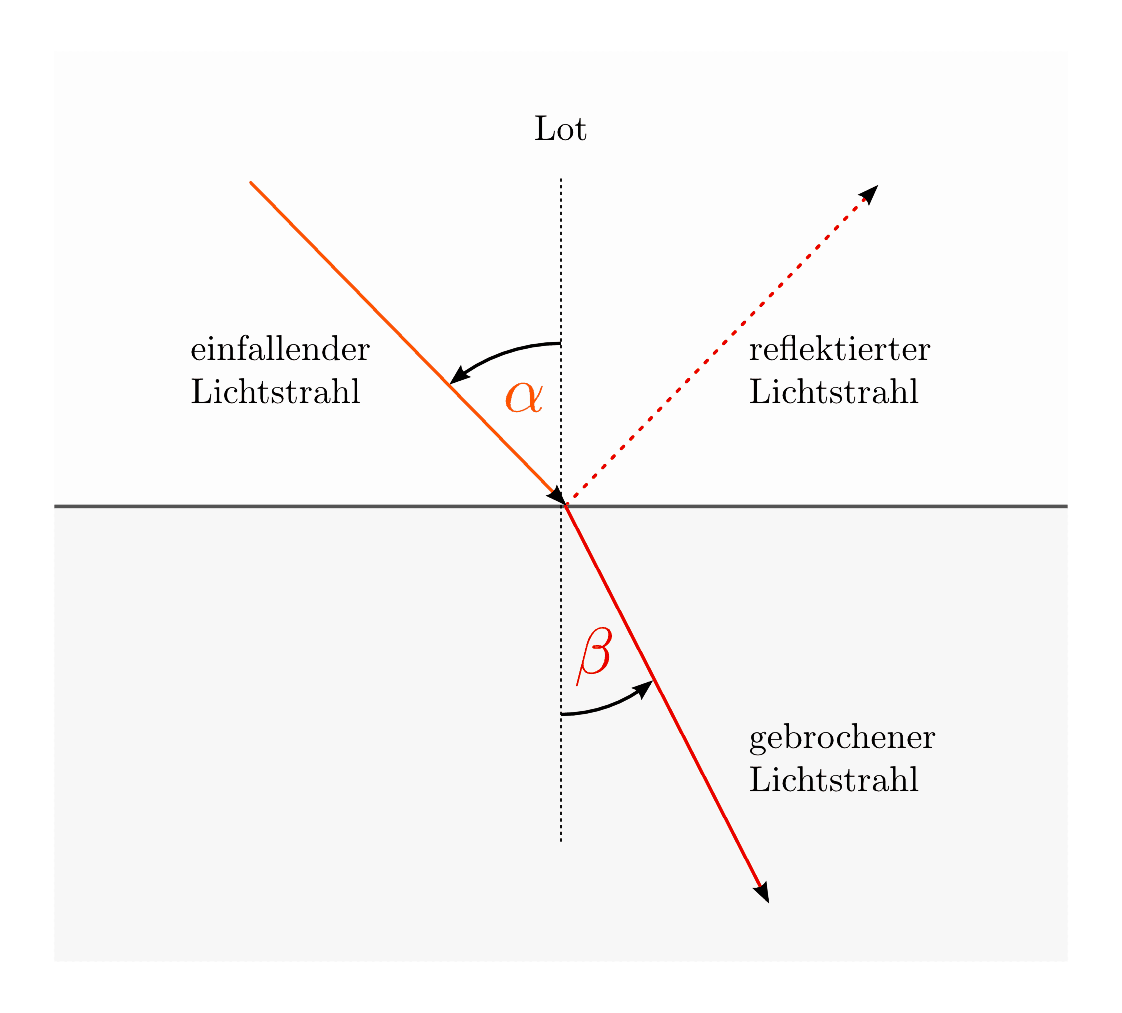 Lot
einfallender
Lichtstrahl
reflektierter
Lichtstrahl
α
β
gebrochener
Lichtstrahl